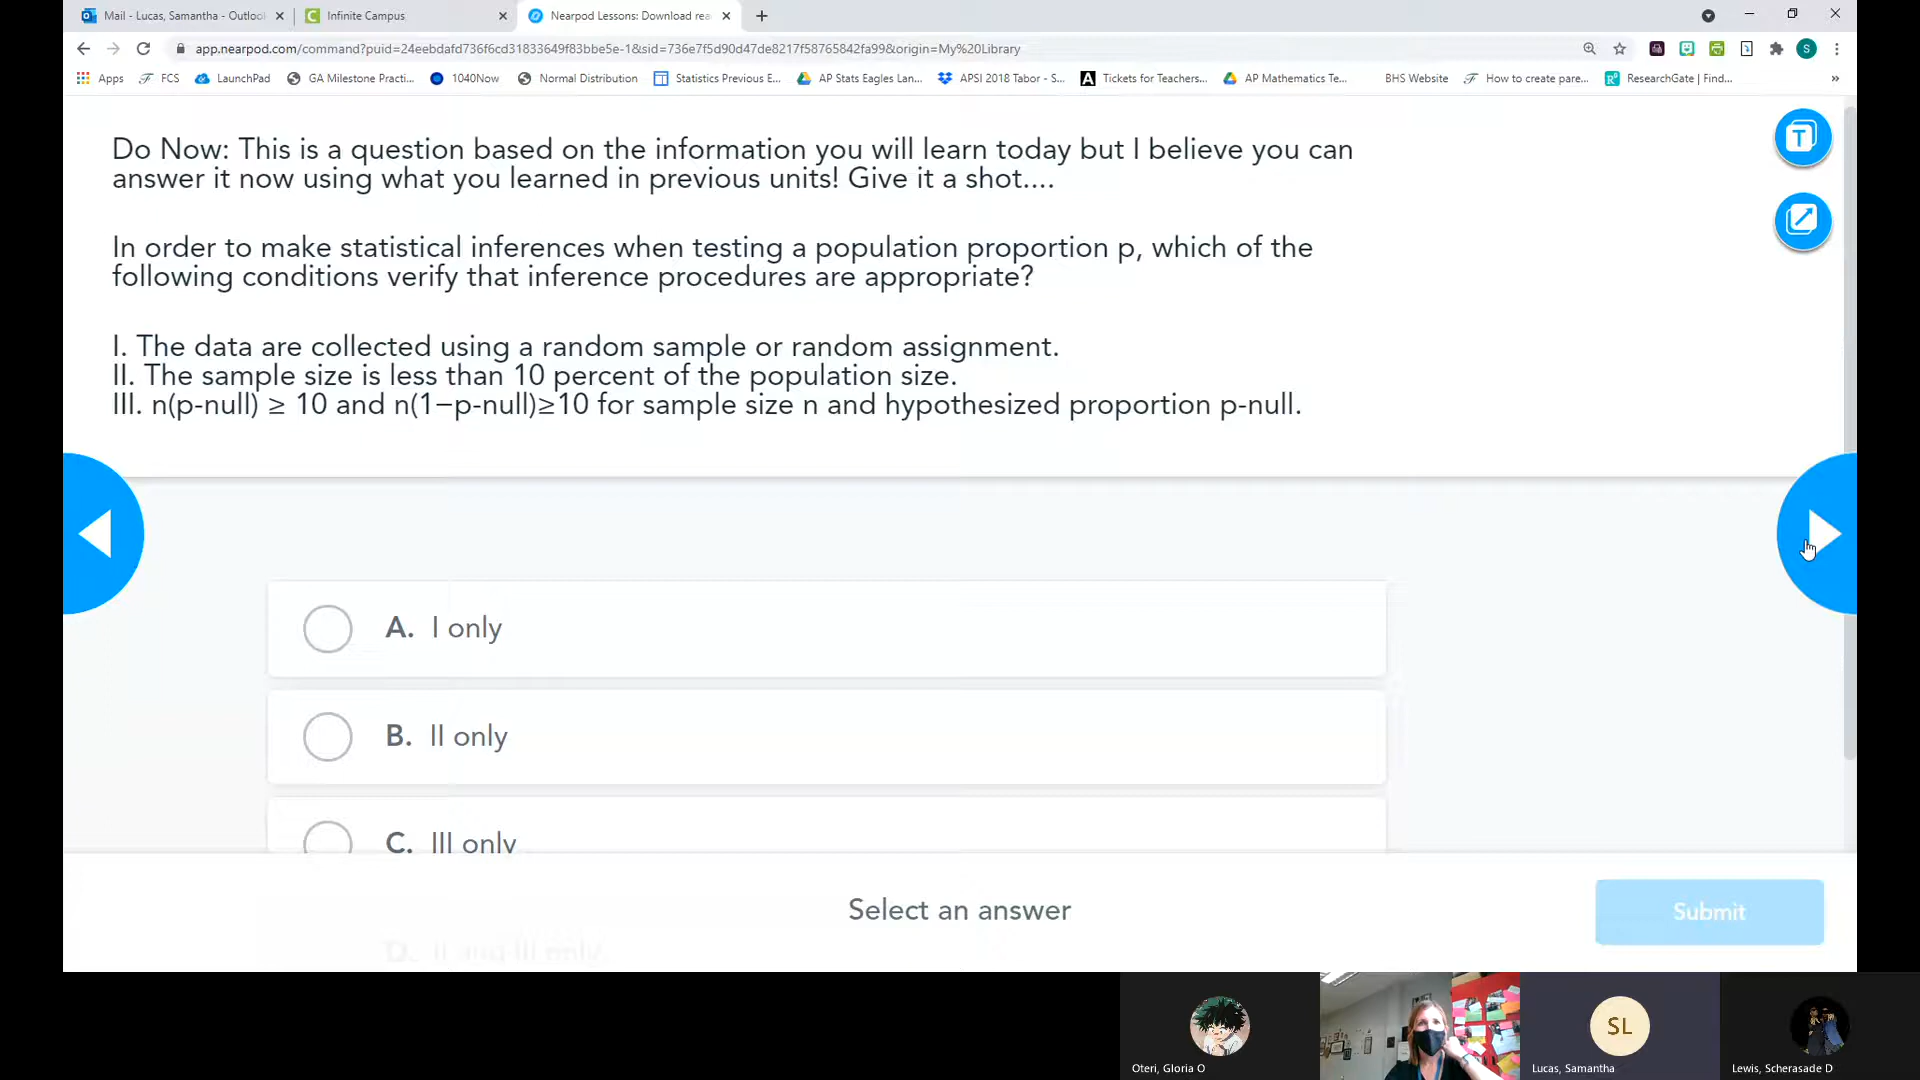 Mail - Lucas, Samantha - Outlool
Infinite Campus
Nearpod Lessons: Download rea
app.nearpod.com/command?puid=24eebdafd736f6cd31833649f83bbe5e-1&sid=736e7f5d90d47de8217f58765842fa99&origin=My%20Library
S
Apps
FCS
LaunchPad
GA Milestone Practi...
1040Now
Normal Distribution
Statistics Previous E...
AP Stats Eagles Lan...
APSI 2018 Tabor - S...
Tickets for Teachers...
AP Mathematics Te...
BHS Website
How to create pare...
ResearchGate | Find...
Do Now: This is a question based on the information you will learn today but I believe you can
answer it now using what you learned in previous units! Give it a shot....
In order to make statistical inferences when testing a population proportion p, which of the
following conditions verify that inference procedures are appropriate?
I. The data are collected using a random sample or random assignment.
II. The sample size is less than 10 percent of the population size.
III. n(p-null) ≥ 10 and n(1−p-null)≥10 for sample size n and hypothesized proportion p-null.
T
A. I only
B. II only
C. III only
Select an answer
Submit
D. II and III only
SL
Oteri, Gloria O
Lucas, Samantha
Lewis, Scherasade D